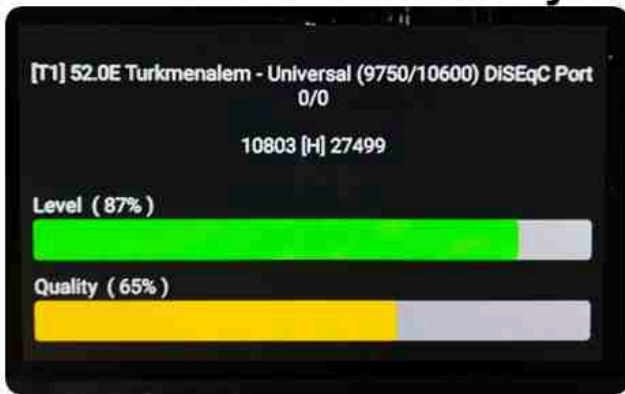 [T1] 52.0E Turkmenalem - Universal (9750/10600) DiSEqC Port
0/0
10803 [H] 27499
Level ( 87% )
Quality ( 65% )